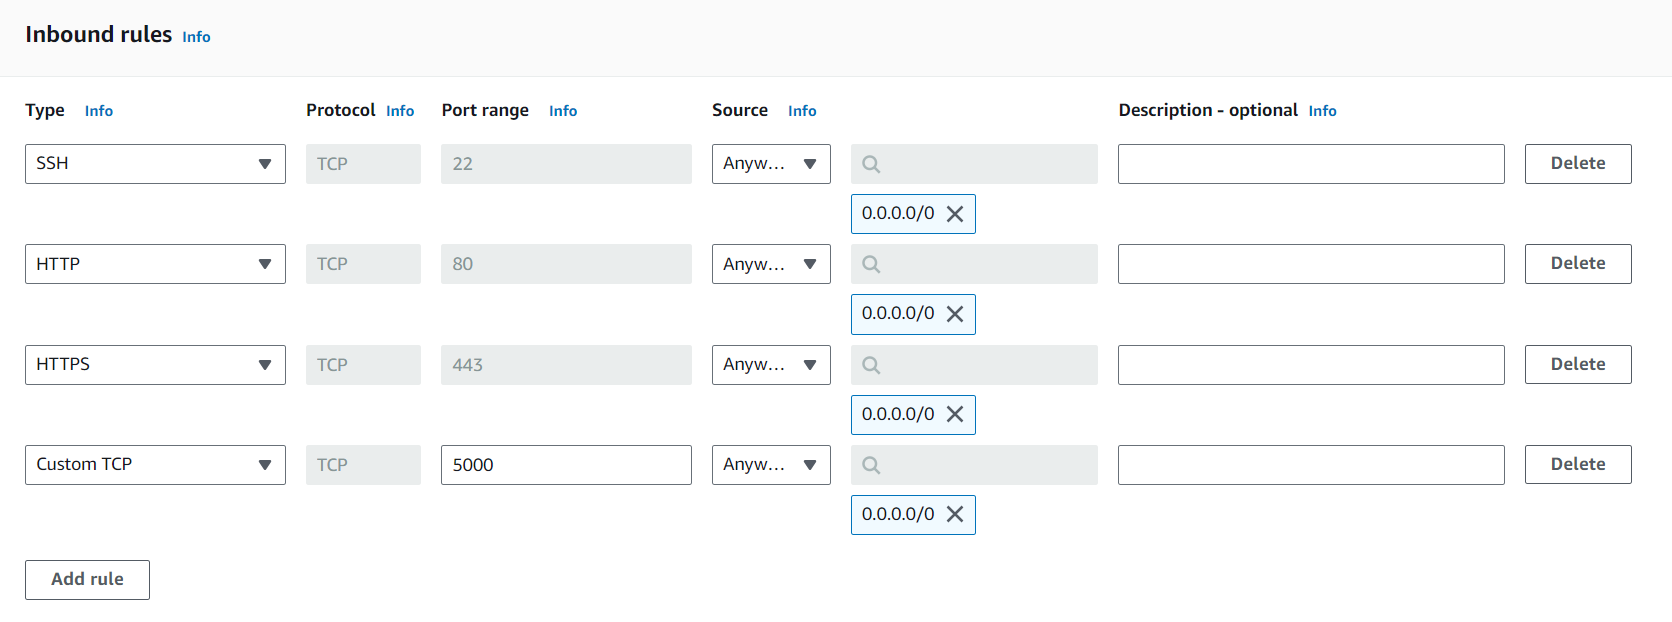 Inbound rules Info
Type Info Protocol Info Port range Info Source Info Description - optional Info
SSH TCP 22 Anyw... Delete
0.0.0.0/0
HTTP TCP 80 Anyw... Delete
0.0.0.0/0
HTTPS TCP 443 Anyw... Delete
0.0.0.0/0
Custom TCP TCP 5000 Anyw... Delete
0.0.0.0/0
Add rule